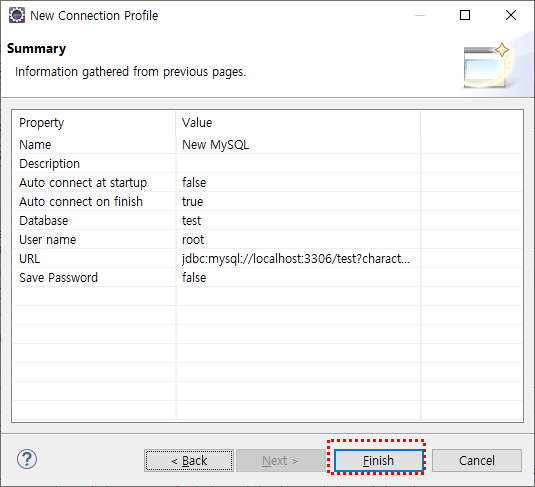 New Connection Profile
Summary
Information gathered from previous pages.
Property Value
Name New MySQL
Description
Auto connect at startup false
Auto connect on finish true
Database test
User name root
URL jdbc:mysql://localhost:3306/test?charact...
Save Password false
< Back Next > Finish Cancel